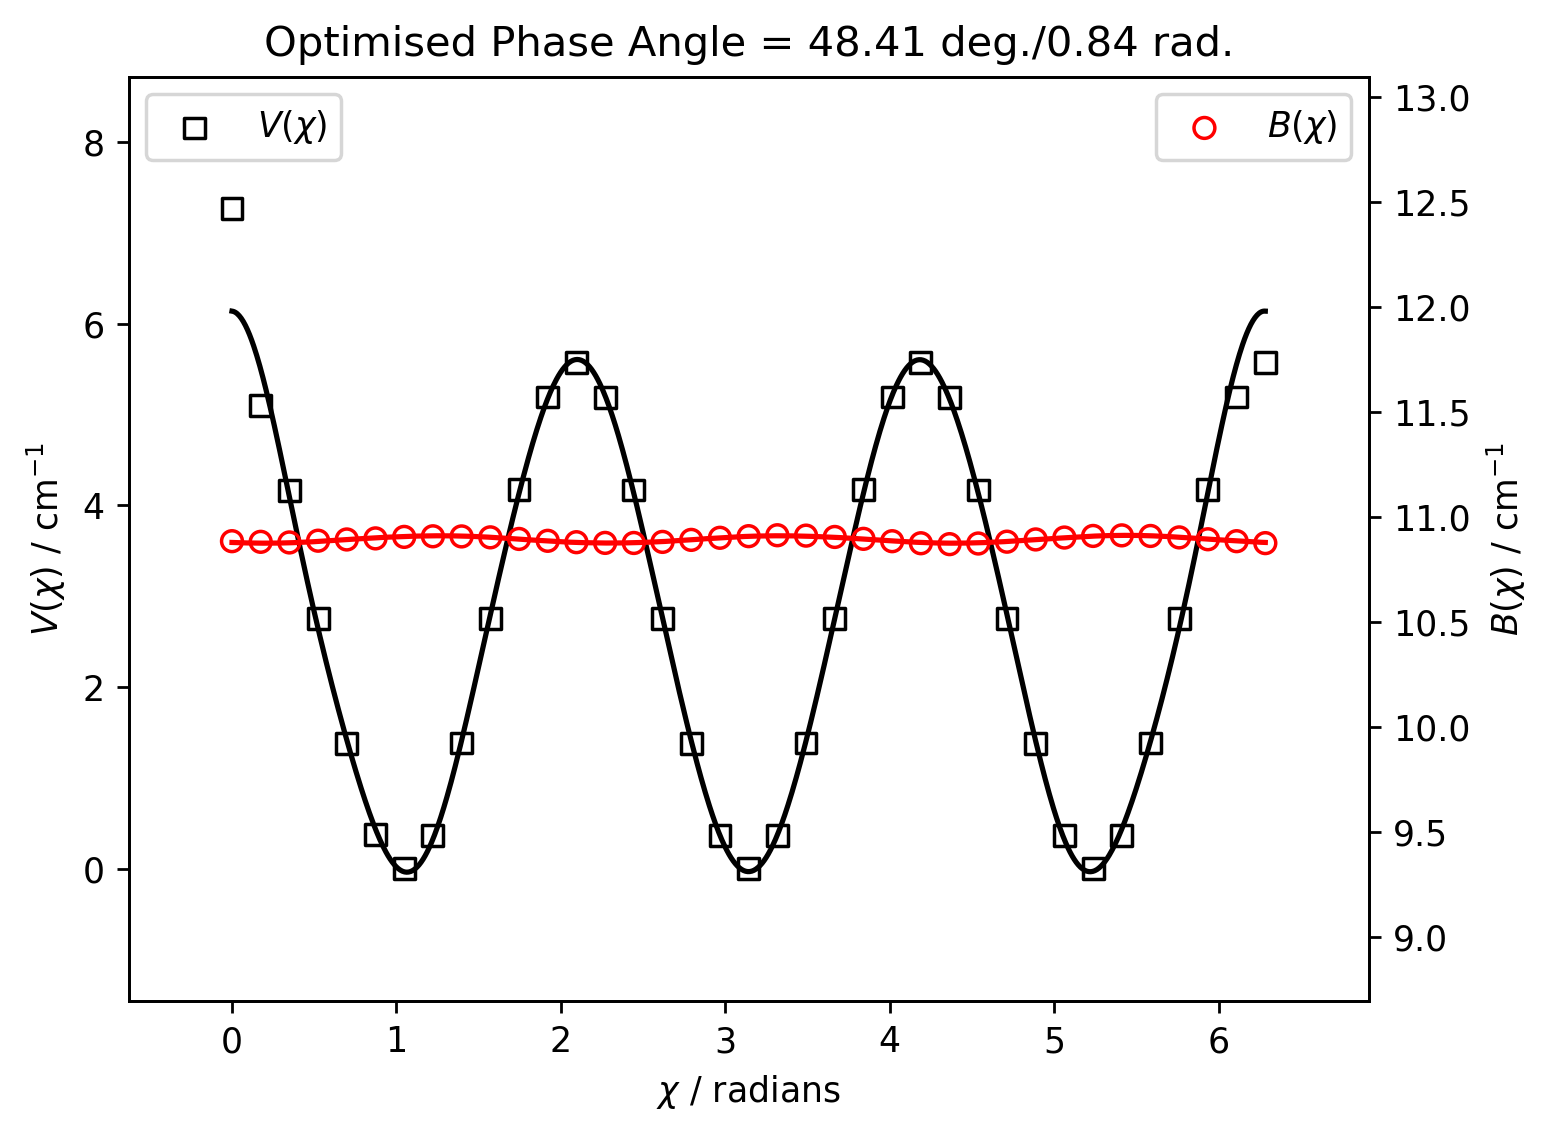 Optimised Phase Angle = 48.41 deg./0.84 rad.
V(χ)
B(χ)
8
6
4
2
0
V(χ) / cm⁻¹
13.0
12.5
12.0
11.5
11.0
10.5
10.0
9.5
9.0
B(χ) / cm⁻¹
0 1 2 3 4 5 6
χ / radians